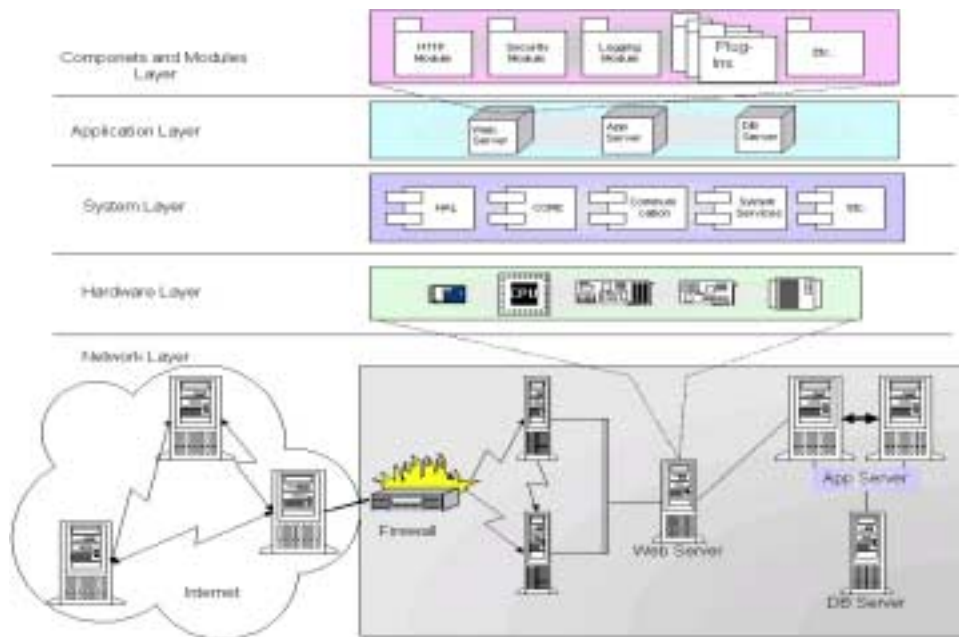 Componets and Modules
Layer
HTTP
Module
Security
Module
Logging
Module
Plug-
Ins
Etc.
Application Layer
Web
Server
App
Server
DB
Server
System Layer
HAL
CORE
Communi
cation
System
Services
Etc.
Hardware Layer
CPU
Network Layer
Internet
Firewall
Web Server
App Server
DB Server